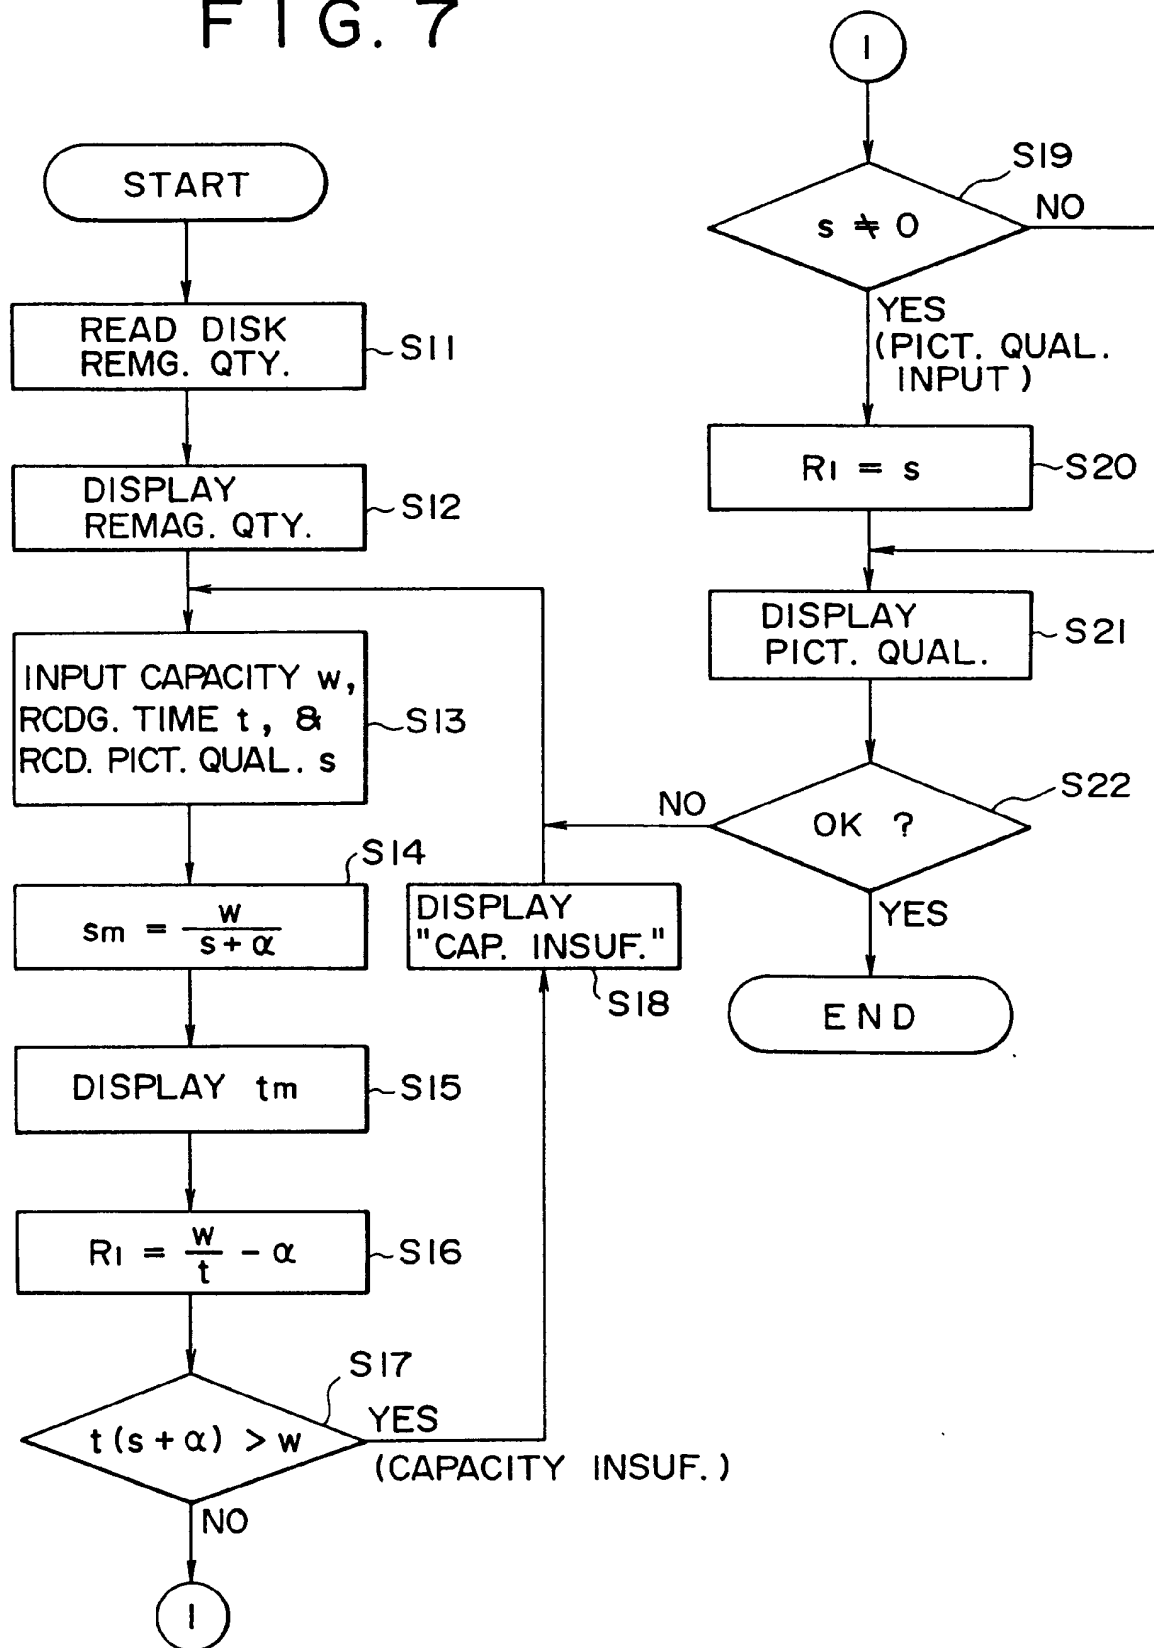 FIG. 7
START
READ DISK
REMG. QTY.
S11
DISPLAY
REMAG. QTY.
S12
INPUT CAPACITY w,
RCDG. TIME t, &
RCD. PICT. QUAL. s
S13
S14
sm = w / s+α
DISPLAY tm
S15
R1 = w / t - α
S16
S17
t(s+α) > w
YES
(CAPACITY INSUF.)
NO
1
DISPLAY
"CAP. INSUF."
S18
1
S19
s ≠ 0
NO
YES
(PICT. QUAL.
INPUT)
R1 = s
S20
DISPLAY
PICT. QUAL.
S21
S22
OK ?
NO
YES
END